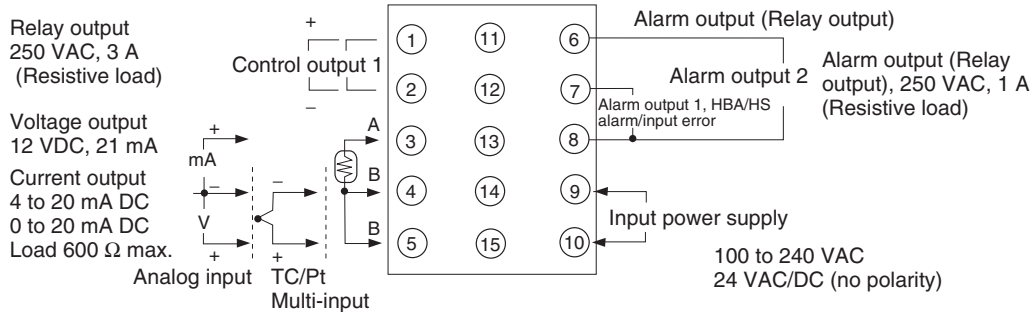 Relay output
250 VAC, 3 A
(Resistive load)
+
Control output 1
−
Voltage output
12 VDC, 21 mA
Current output
4 to 20 mA DC
0 to 20 mA DC
Load 600 Ω max.
+
mA
−
V
+
Analog input
−
+
TC/Pt
Multi-input
A
B
B
1 11 6
2 12 7
3 13 8
4 14 9
5 15 10
Alarm output (Relay output)
Alarm output 2
Alarm output 1, HBA/HS
alarm/input error
Alarm output (Relay
output), 250 VAC, 1 A
(Resistive load)
Input power supply
100 to 240 VAC
24 VAC/DC (no polarity)